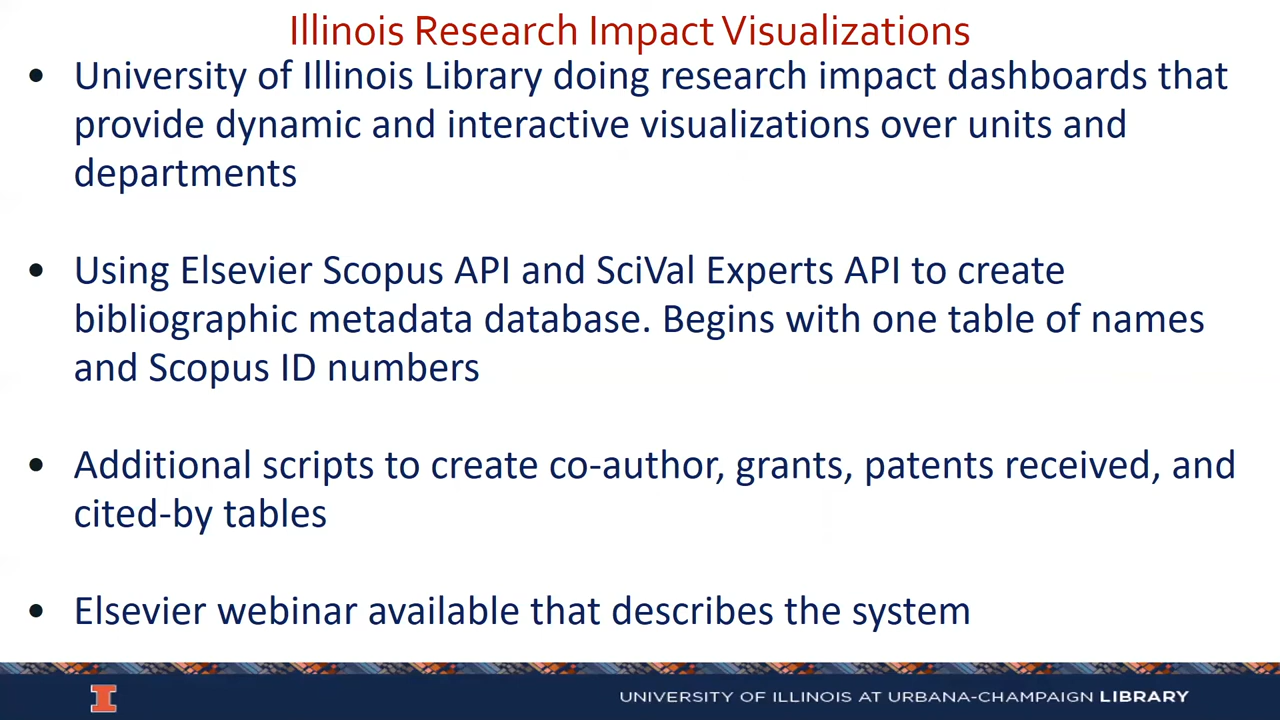 Illinois Research Impact Visualizations
• University of Illinois Library doing research impact dashboards that
provide dynamic and interactive visualizations over units and
departments
• Using Elsevier Scopus API and SciVal Experts API to create
bibliographic metadata database. Begins with one table of names
and Scopus ID numbers
• Additional scripts to create co-author, grants, patents received, and
cited-by tables
• Elsevier webinar available that describes the system
I
UNIVERSITY OF ILLINOIS AT URBANA-CHAMPAIGN LIBRARY